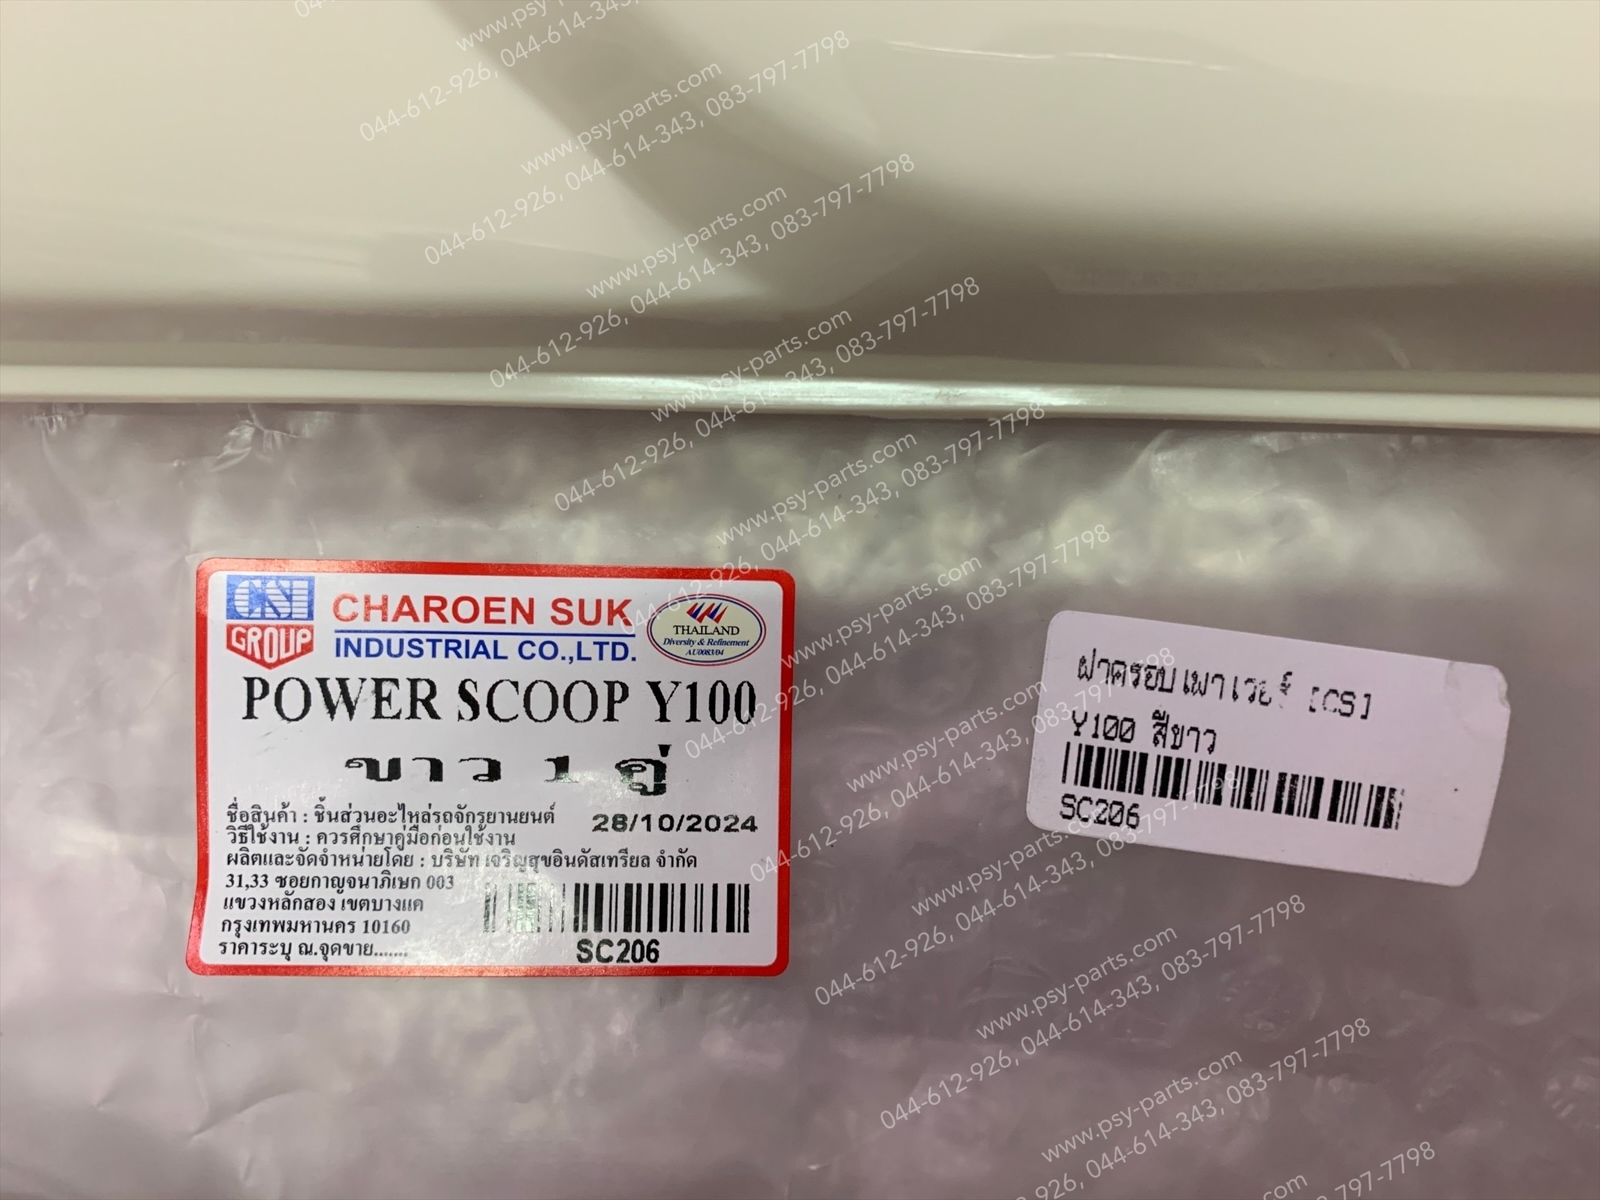 CSI
GROUP
CHAROEN SUK
INDUSTRIAL CO.,LTD.
THAILAND
Diversity & Refinement
AU0083/04
POWER SCOOP Y100
ขาว 1 คู่
ชื่อสินค้า : ชิ้นส่วนอะไหล่รถจักรยานยนต์
28/10/2024
วิธีใช้งาน : ควรศึกษาคู่มือก่อนใช้งาน
ผลิตและจัดจำหน่ายโดย : บริษัท เจริญสุขอินดัสเทรียล จำกัด
31,33 ซอยกาญจนาภิเษก 003
แขวงหลักสอง เขตบางแค
กรุงเทพมหานคร 10160
ราคาระบุ ณ.จุดขาย.......
SC206
ฝาครอบเพาเวอร์ [CS]
Y100 สีขาว
SC206
www.psy-parts.com
044-612-926, 044-614-343, 083-797-7798